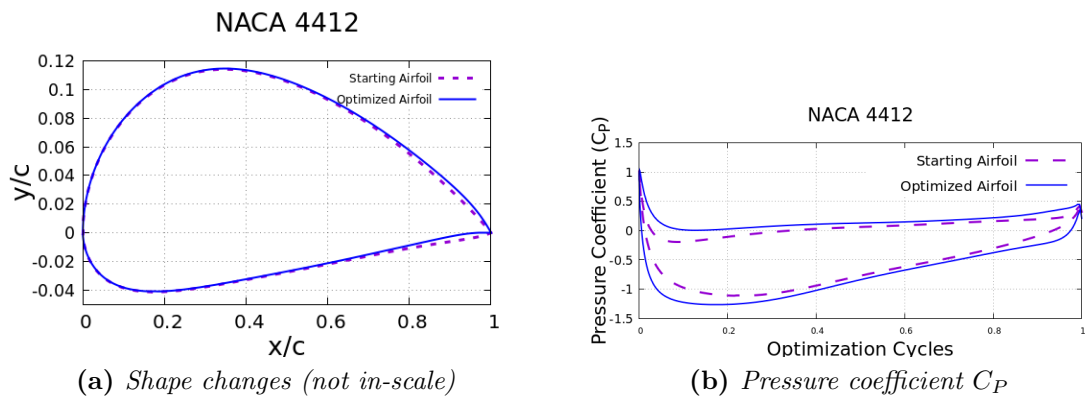 NACA 4412
0.12
0.1
0.08
0.06
0.04
0.02
0
-0.02
-0.04
y/c
Starting Airfoil
Optimized Airfoil
0 0.2 0.4 0.6 0.8 1
x/c
(a) Shape changes (not in-scale)
NACA 4412
1.5
1
0.5
0
-0.5
-1
-1.5
Pressure Coefficient (CP)
Starting Airfoil
Optimized Airfoil
0 0.2 0.4 0.6 0.8 1
Optimization Cycles
(b) Pressure coefficient CP